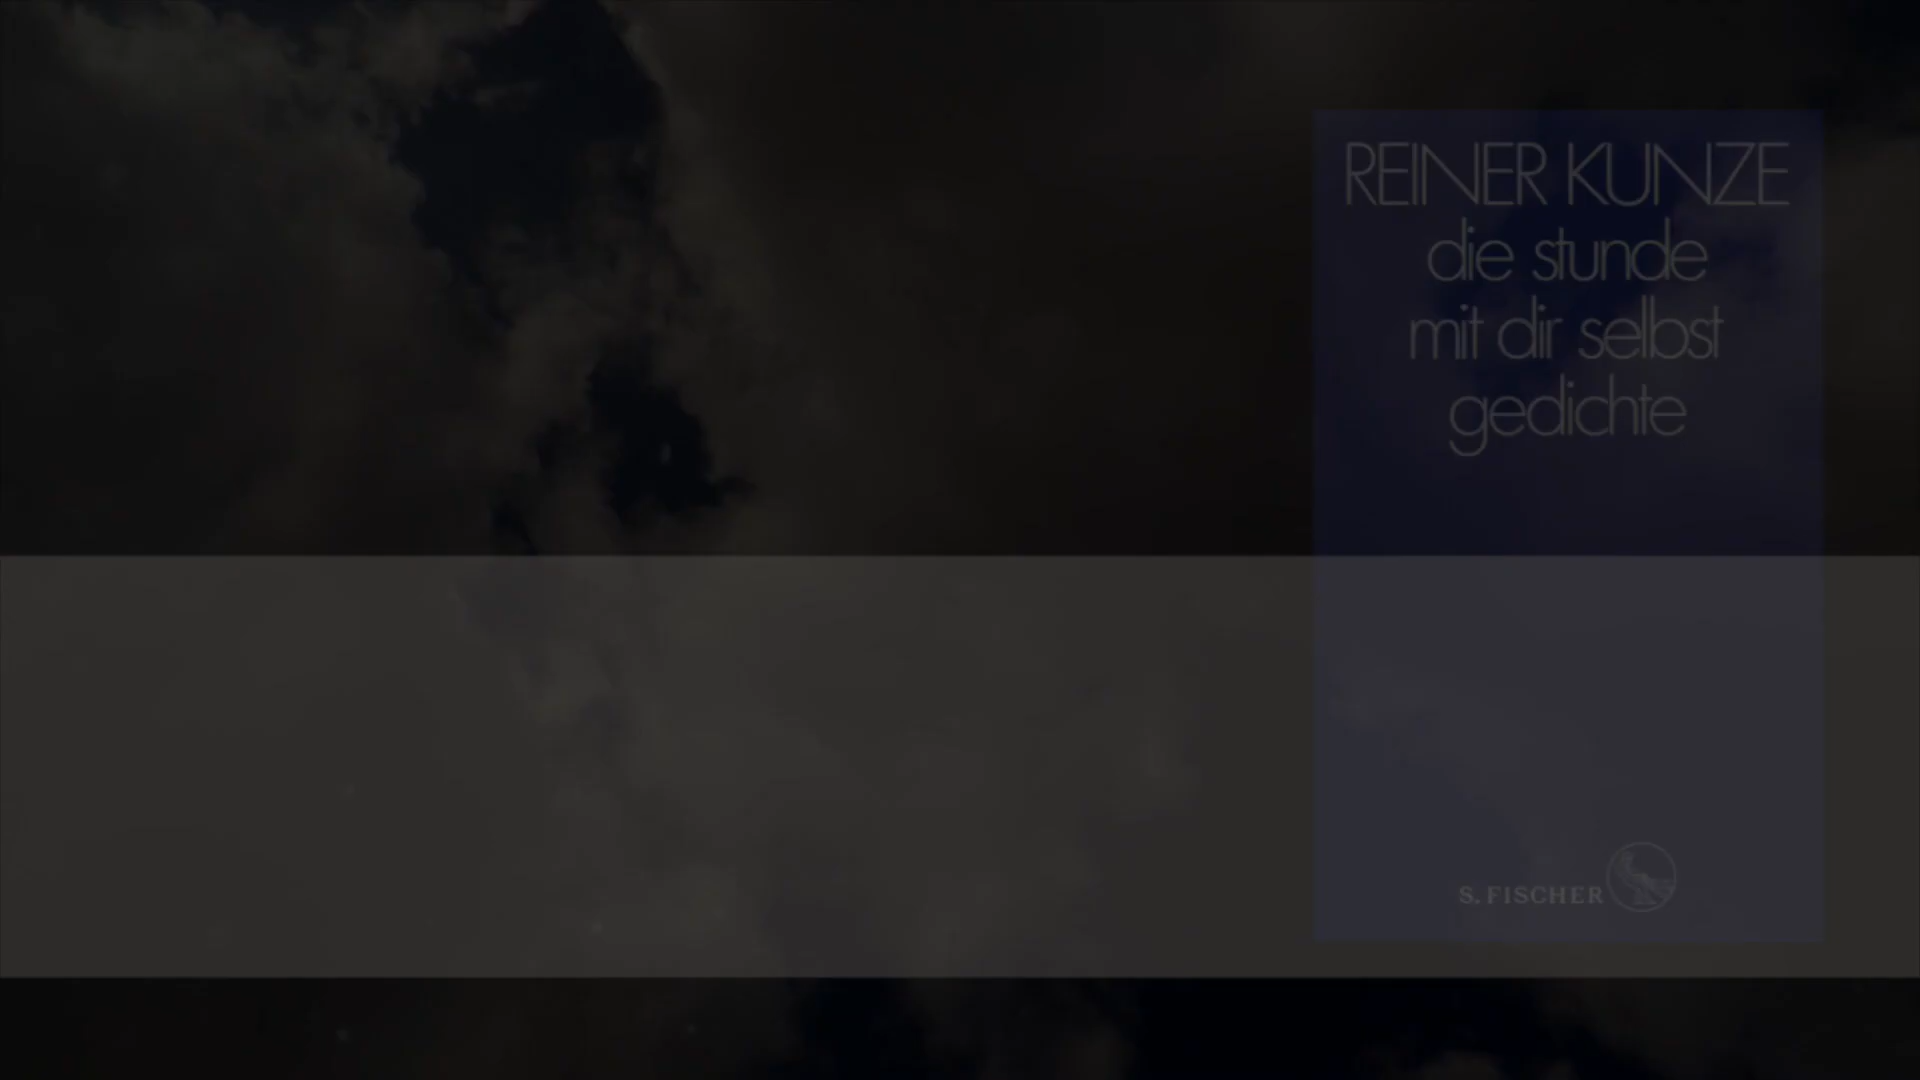 REINER KUNZE
die stunde
mit dir selbst
gedichte
S. FISCHER